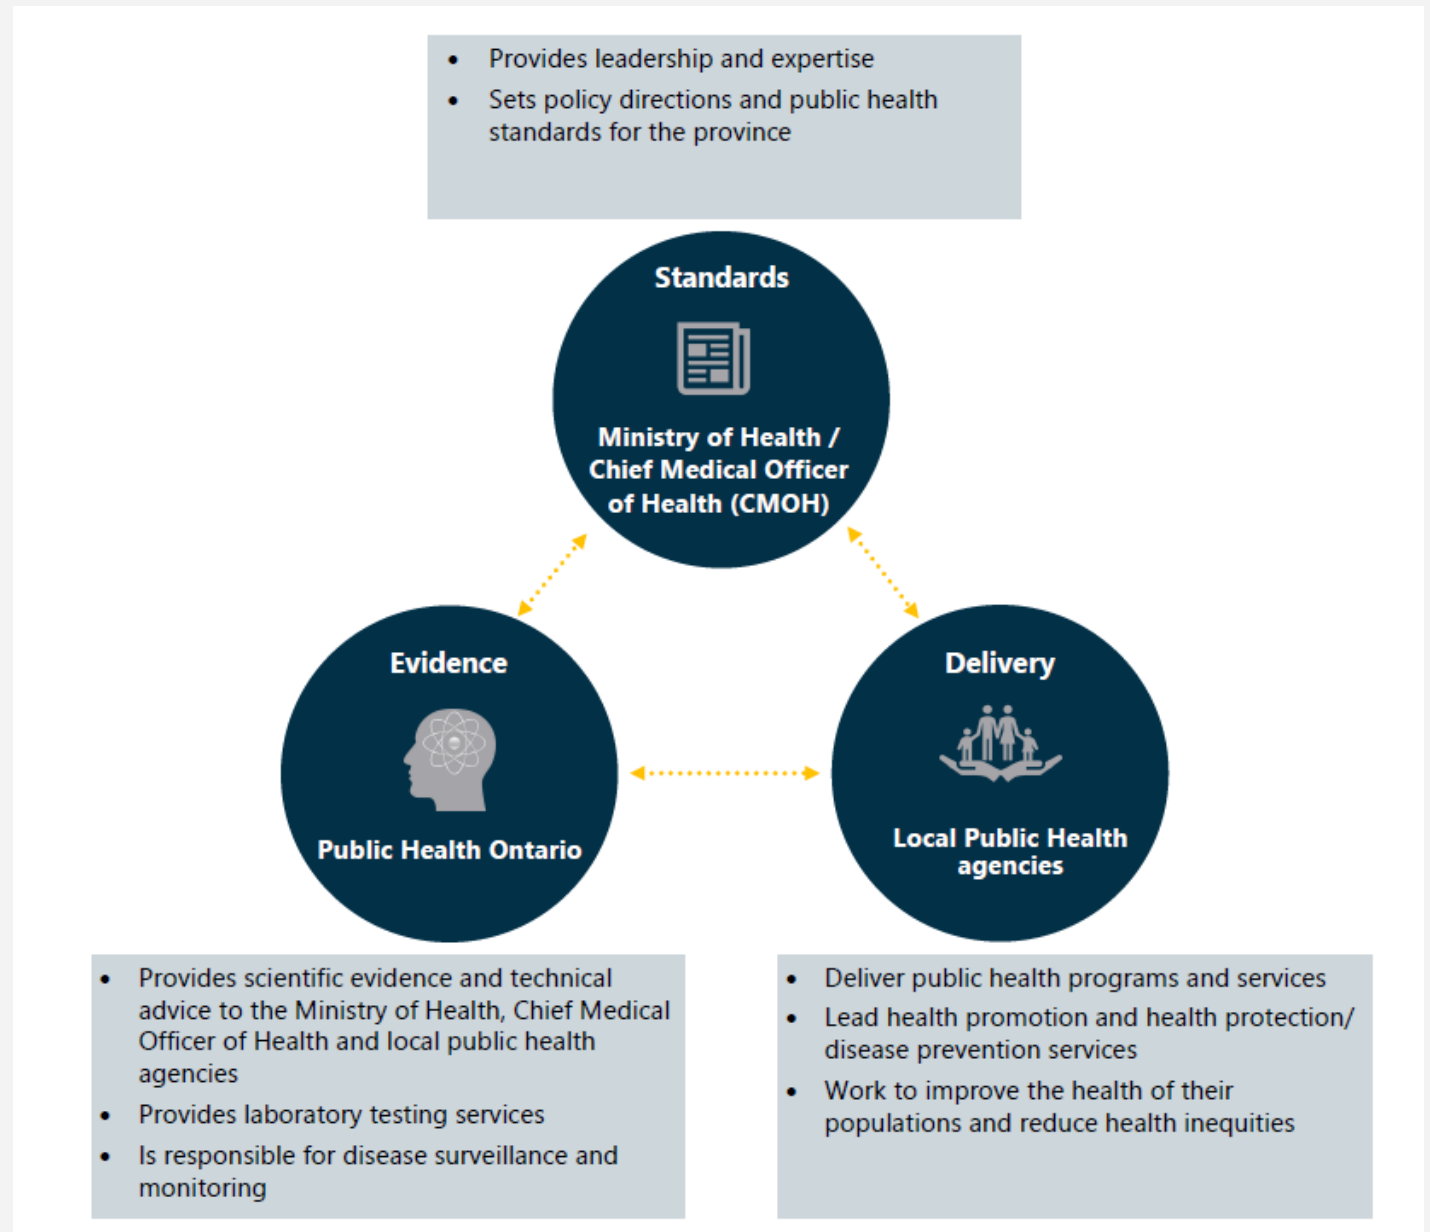 • Provides leadership and expertise
• Sets policy directions and public health
standards for the province
Standards
Ministry of Health /
Chief Medical Officer
of Health (CMOH)
Evidence
Public Health Ontario
Delivery
Local Public Health
agencies
• Provides scientific evidence and technical
advice to the Ministry of Health, Chief Medical
Officer of Health and local public health
agencies
• Provides laboratory testing services
• Is responsible for disease surveillance and
monitoring
• Deliver public health programs and services
• Lead health promotion and health protection/
disease prevention services
• Work to improve the health of their
populations and reduce health inequities